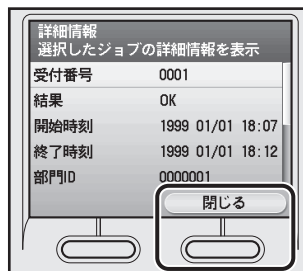 詳細情報
選択したジョブの詳細情報を表示
受付番号 0001
結果 OK
開始時刻 1999 01/01 18:07
終了時刻 1999 01/01 18:12
部門ID 0000001
閉じる